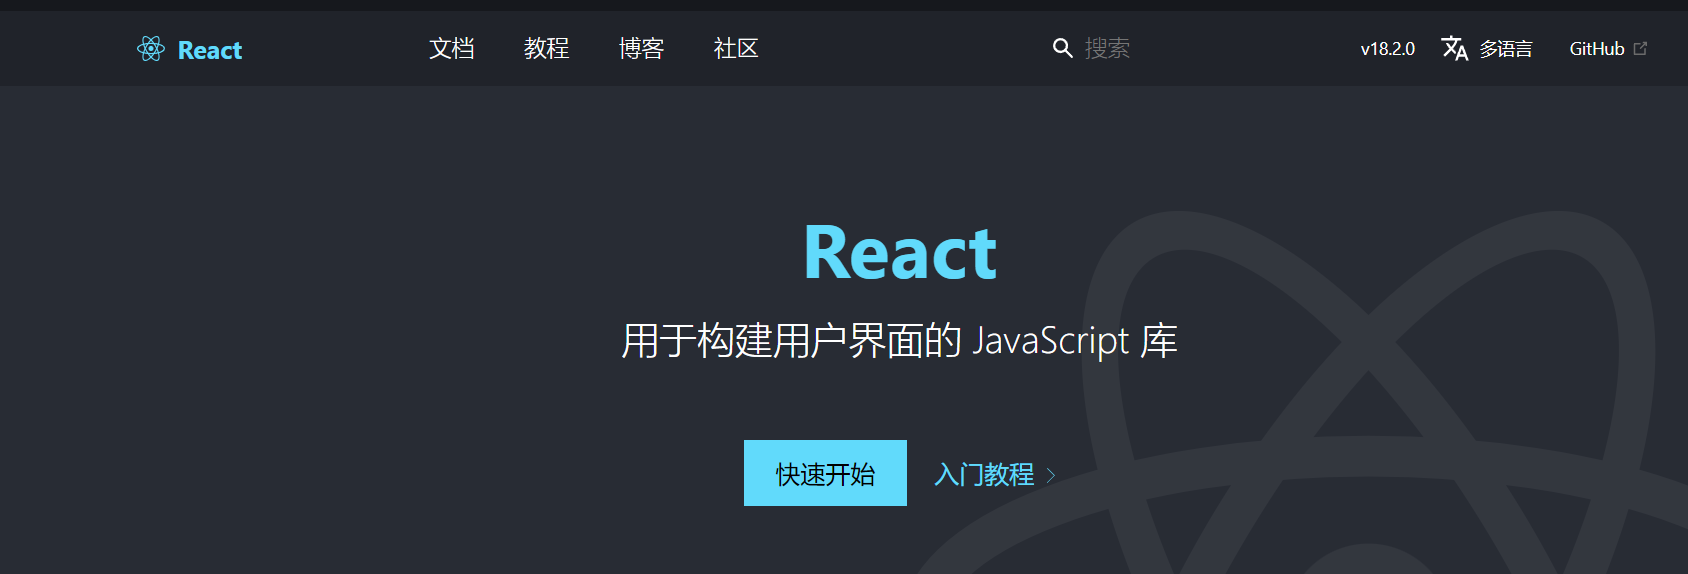 React 文档 教程 博客 社区 搜索 v18.2.0 多语言 GitHub
React
用于构建用户界面的 JavaScript 库
快速开始 入门教程